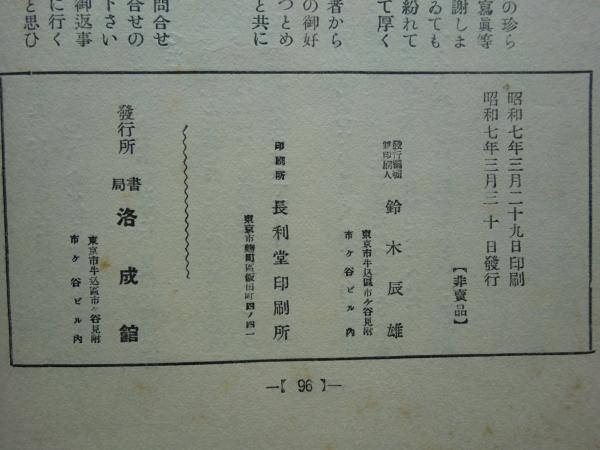 の珍ら
寫眞等
謝しま
ゐても
紛れて
て厚く
者から
の御好
つとめ
と共に
問合せ
合せの
下さい
御返事
に行く
と思ひ
昭和七年三月二十九日印刷
昭和七年三月三十日發行
【非賣品】
發行編輯
兼印刷人
鈴木辰雄
東京市牛込區市ケ谷見附
市ケ谷ビル內
印刷所 長利堂印刷所
東京市麴町區飯田町四ノ四一
發行所
書局 洛成館
東京市牛込區市ケ谷見附
市ケ谷ビル內
—【 96 】—